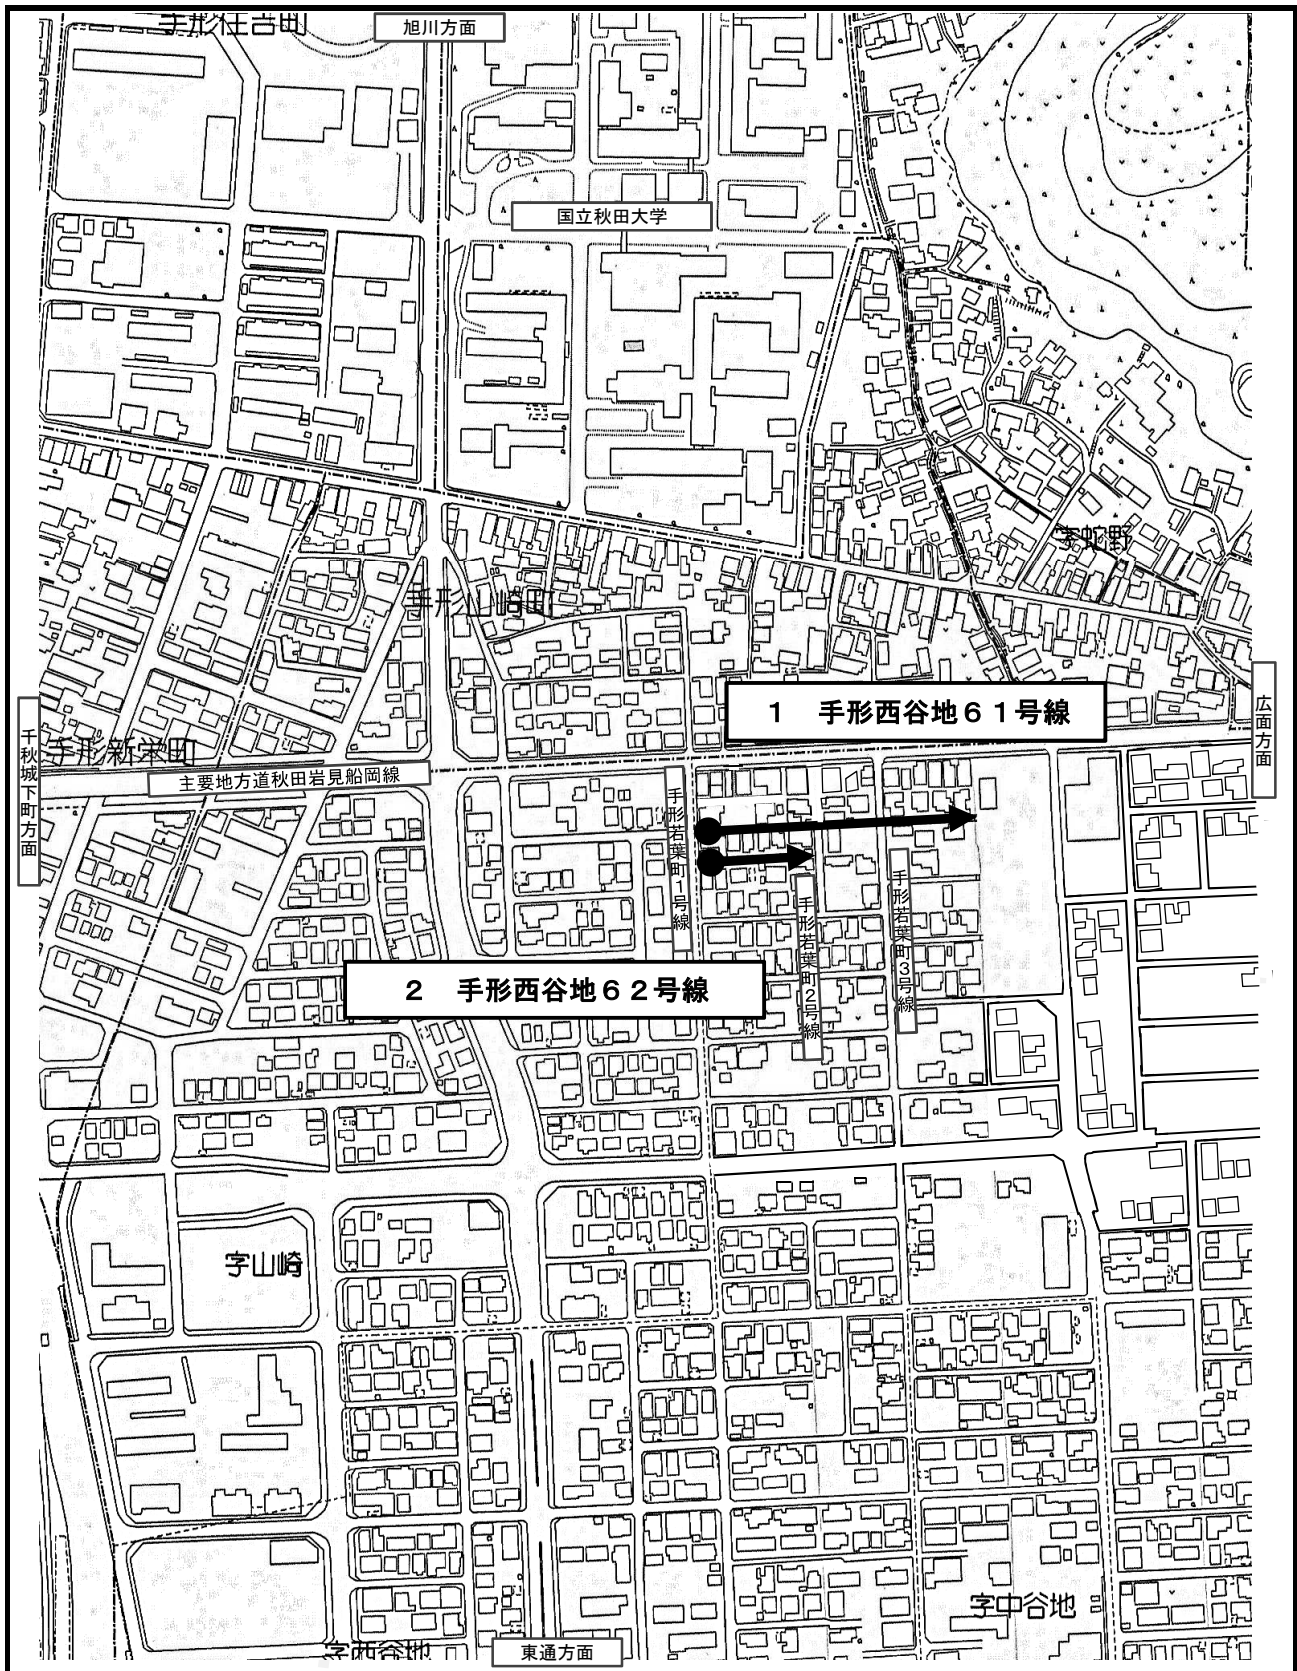 手形住吉町
旭川方面
国立秋田大学
字蛇野
手形山崎町
広面方面
1　手形西谷地６１号線
千秋城下町方面
手形新栄町
主要地方道秋田岩見船岡線
手形若葉町1号線
手形若葉町2号線
手形若葉町3号線
2　手形西谷地６２号線
字山崎
字中谷地
字西谷地
東通方面